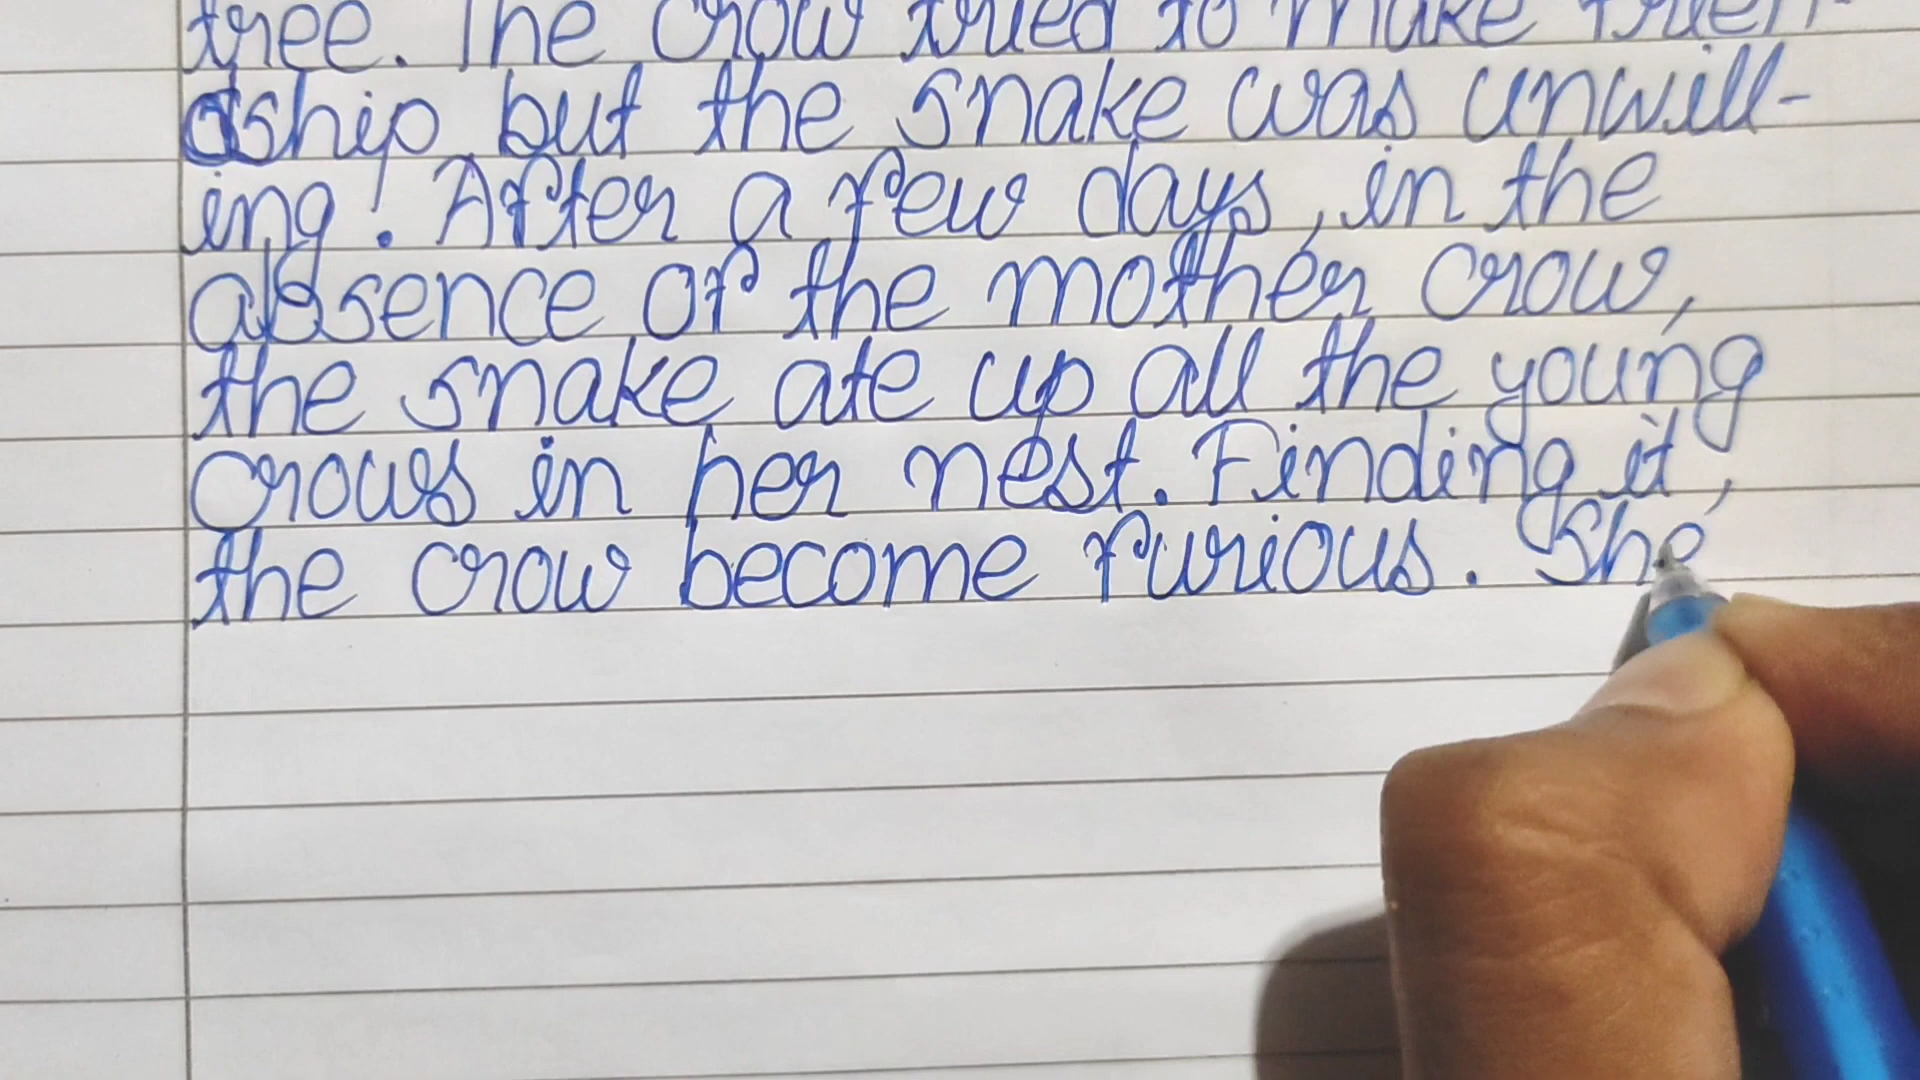 tree. The crow tried to make frien-
dship but the snake was unwill-
ing! After a few days, in the
absence of the mother crow,
the snake ate up all the young
crows in her nest. Finding it,
the crow become furious. She